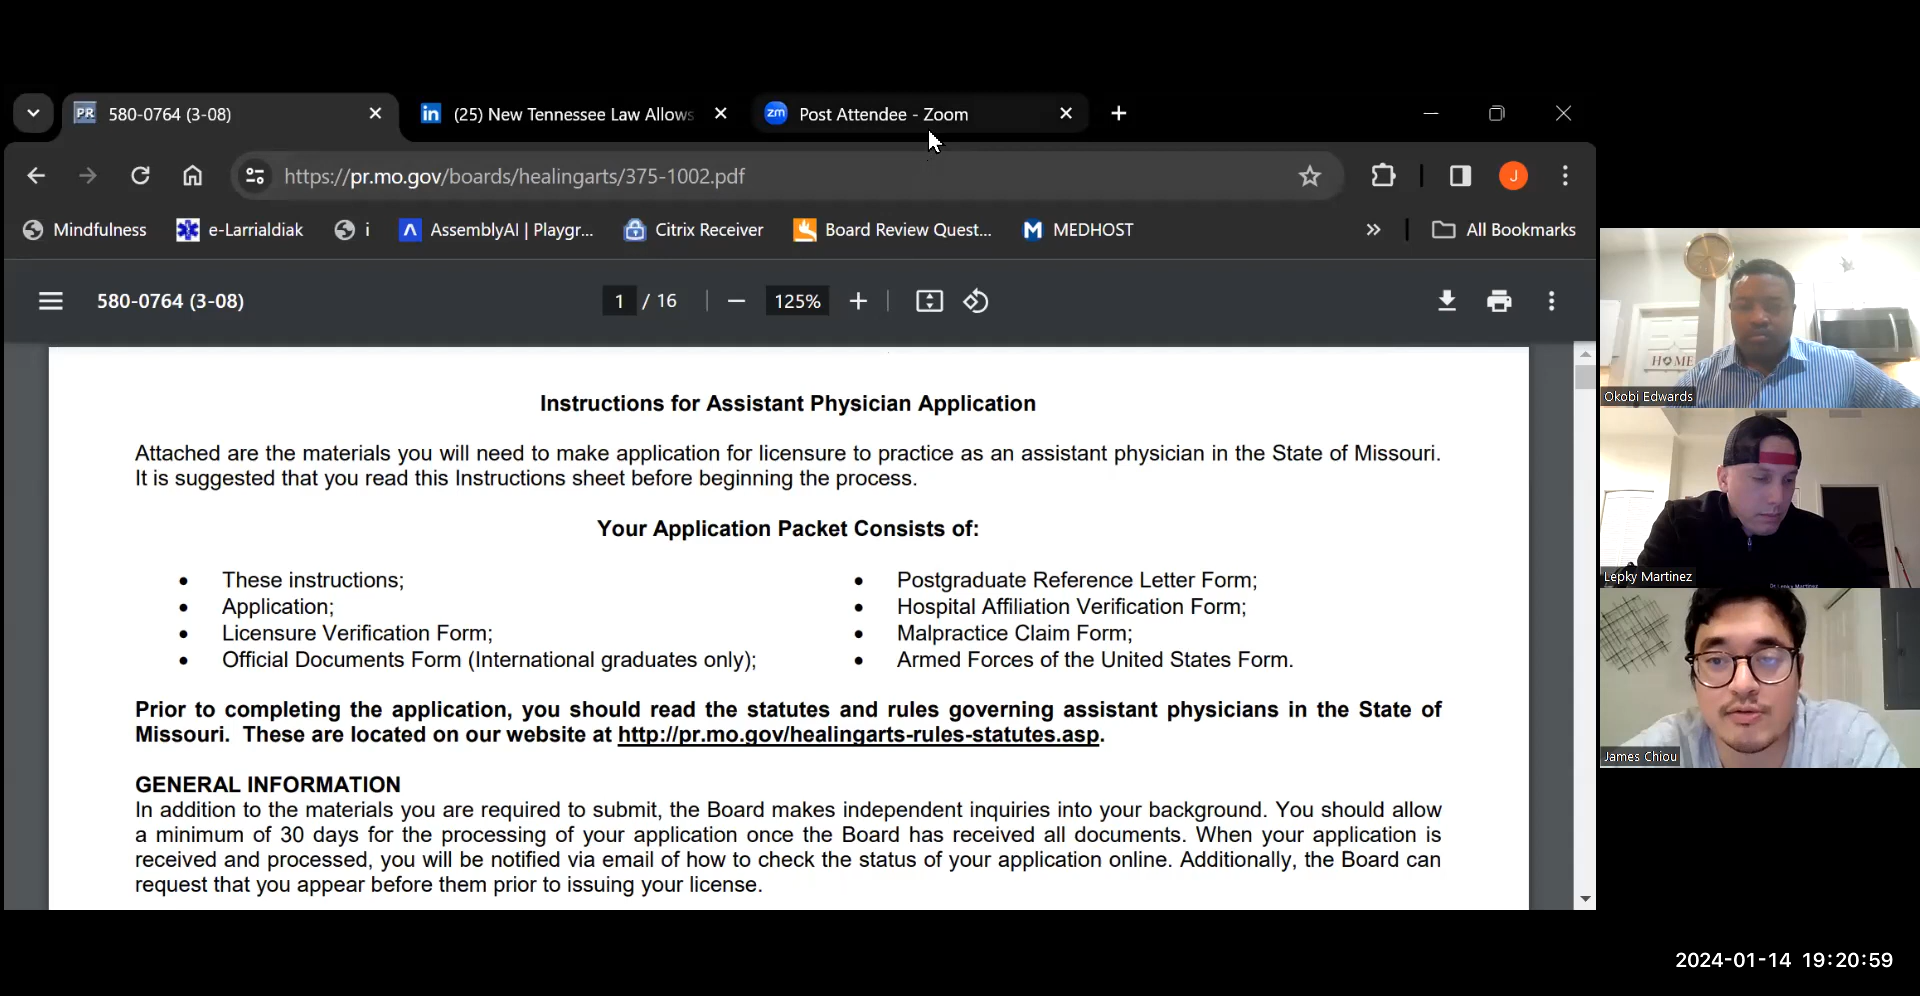 PR 580-0764 (3-08)
in (25) New Tennessee Law Allows
zm Post Attendee - Zoom
https://pr.mo.gov/boards/healingarts/375-1002.pdf
J
Mindfulness
e-Larrialdiak
i
AssemblyAI | Playgr...
Citrix Receiver
Board Review Quest...
MEDHOST
All Bookmarks
580-0764 (3-08)
1 / 16
125%
Instructions for Assistant Physician Application
Attached are the materials you will need to make application for licensure to practice as an assistant physician in the State of Missouri.
It is suggested that you read this Instructions sheet before beginning the process.
Your Application Packet Consists of:
• These instructions;
• Application;
• Licensure Verification Form;
• Official Documents Form (International graduates only);
• Postgraduate Reference Letter Form;
• Hospital Affiliation Verification Form;
• Malpractice Claim Form;
• Armed Forces of the United States Form.
Prior to completing the application, you should read the statutes and rules governing assistant physicians in the State of
Missouri. These are located on our website at http://pr.mo.gov/healingarts-rules-statutes.asp.
GENERAL INFORMATION
In addition to the materials you are required to submit, the Board makes independent inquiries into your background. You should allow
a minimum of 30 days for the processing of your application once the Board has received all documents. When your application is
received and processed, you will be notified via email of how to check the status of your application online. Additionally, the Board can
request that you appear before them prior to issuing your license.
HOME
Okobi Edwards
Lepky Martinez
James Chiou
2024-01-14 19:20:59